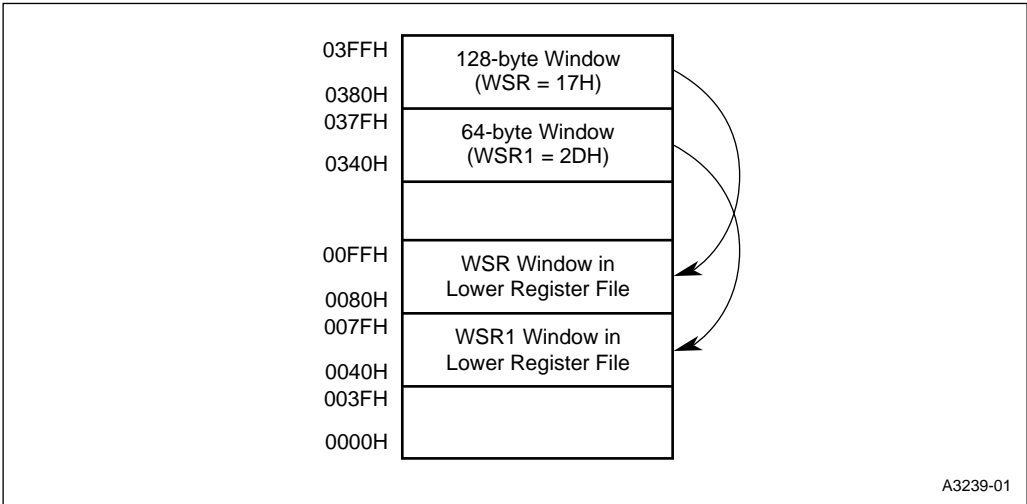 03FFH
128-byte Window
(WSR = 17H)
0380H
037FH
64-byte Window
(WSR1 = 2DH)
0340H
00FFH
WSR Window in
Lower Register File
0080H
007FH
WSR1 Window in
Lower Register File
0040H
003FH
0000H
A3239-01